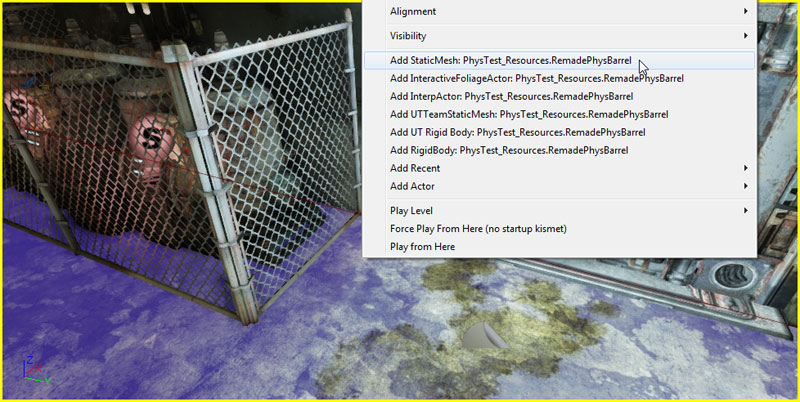 Alignment
Visibility
Add StaticMesh: PhysTest_Resources.RemadePhysBarrel
Add InteractiveFoliageActor: PhysTest_Resources.RemadePhysBarrel
Add InterpActor: PhysTest_Resources.RemadePhysBarrel
Add UTTeamStaticMesh: PhysTest_Resources.RemadePhysBarrel
Add UT Rigid Body: PhysTest_Resources.RemadePhysBarrel
Add RigidBody: PhysTest_Resources.RemadePhysBarrel
Add Recent
Add Actor
Play Level
Force Play From Here (no startup kismet)
Play from Here
S
S
Z
X
Y